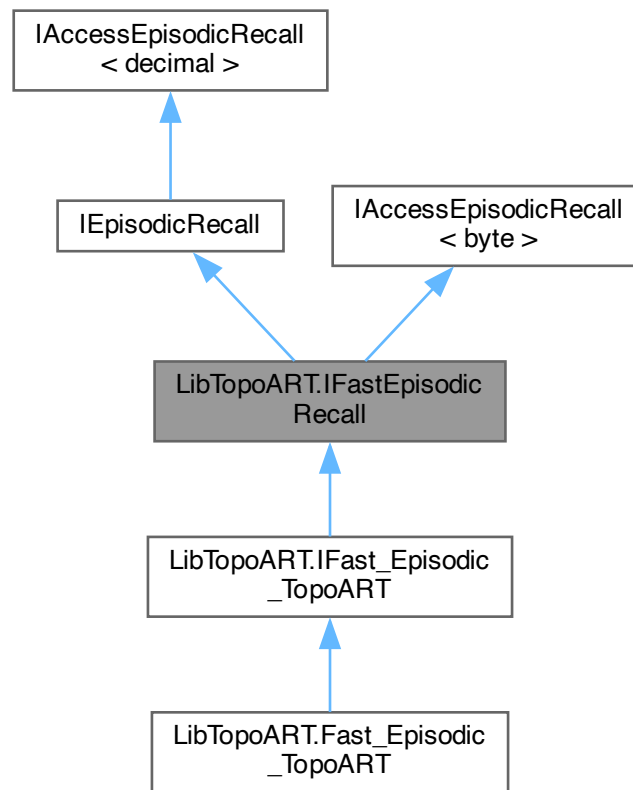 IAccessEpisodicRecall
< decimal >
IEpisodicRecall
IAccessEpisodicRecall
< byte >
LibTopoART.IFastEpisodic
Recall
LibTopoART.IFast_Episodic
_TopoART
LibTopoART.Fast_Episodic
_TopoART